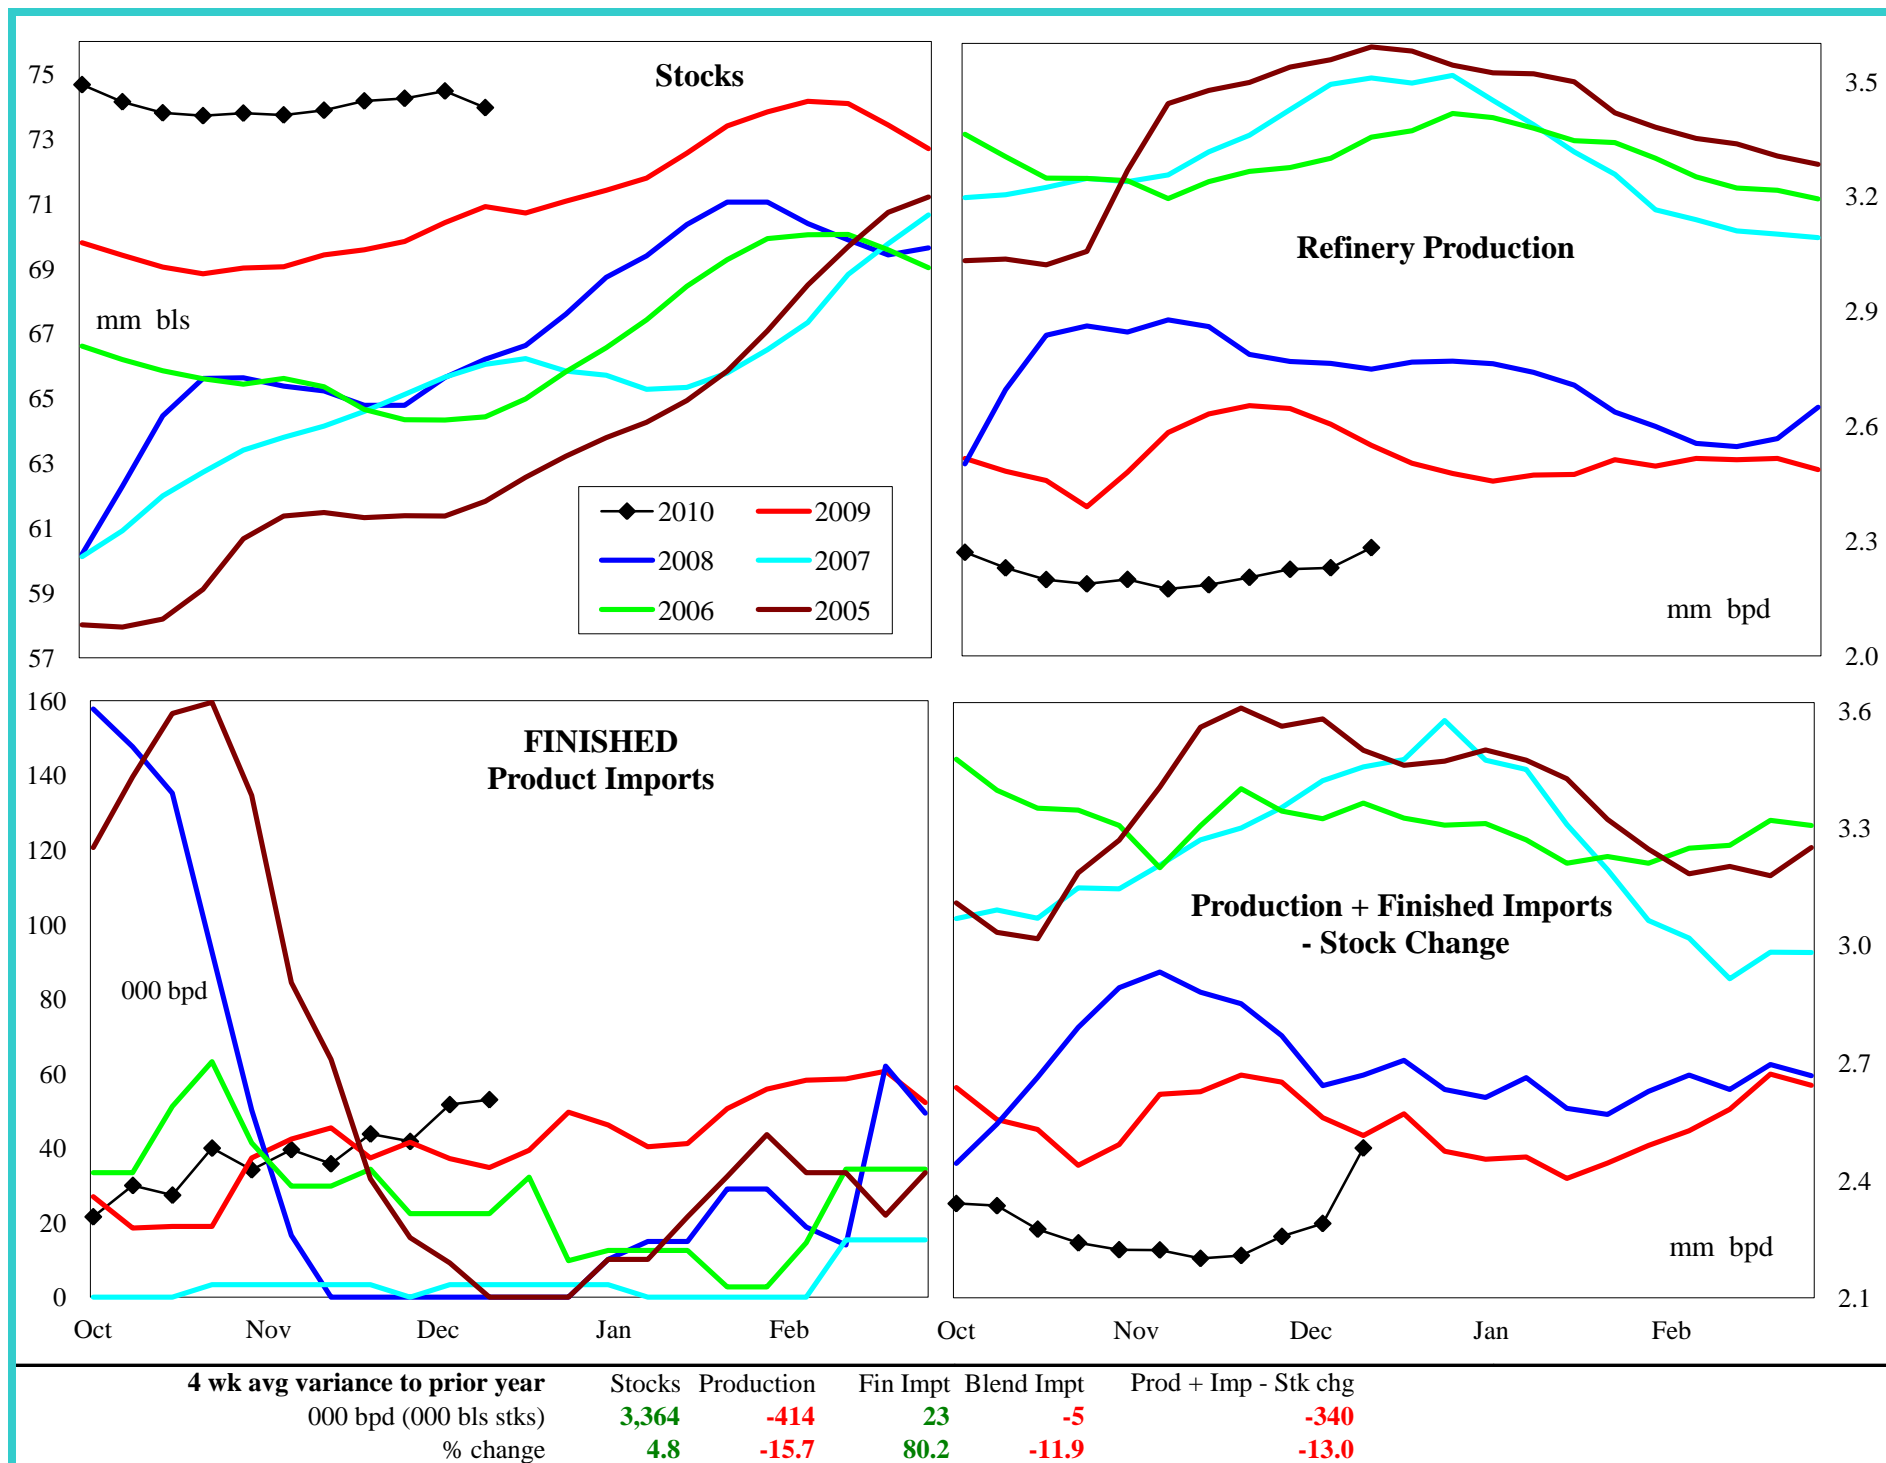 Stocks
75
73
71
69
67
65
63
61
59
57
mm bls
2010 2009
2008 2007
2006 2005
Refinery Production
3.5
3.2
2.9
2.6
2.3
2.0
mm bpd
FINISHED
Product Imports
160
140
120
100
80
60
40
20
0
000 bpd
Oct Nov Dec Jan Feb
Production + Finished Imports
- Stock Change
3.6
3.3
3.0
2.7
2.4
2.1
mm bpd
Oct Nov Dec Jan Feb
4 wk avg variance to prior year Stocks Production Fin Impt Blend Impt Prod + Imp - Stk chg
000 bpd (000 bls stks) 3,364 -414 23 -5 -340
% change 4.8 -15.7 80.2 -11.9 -13.0